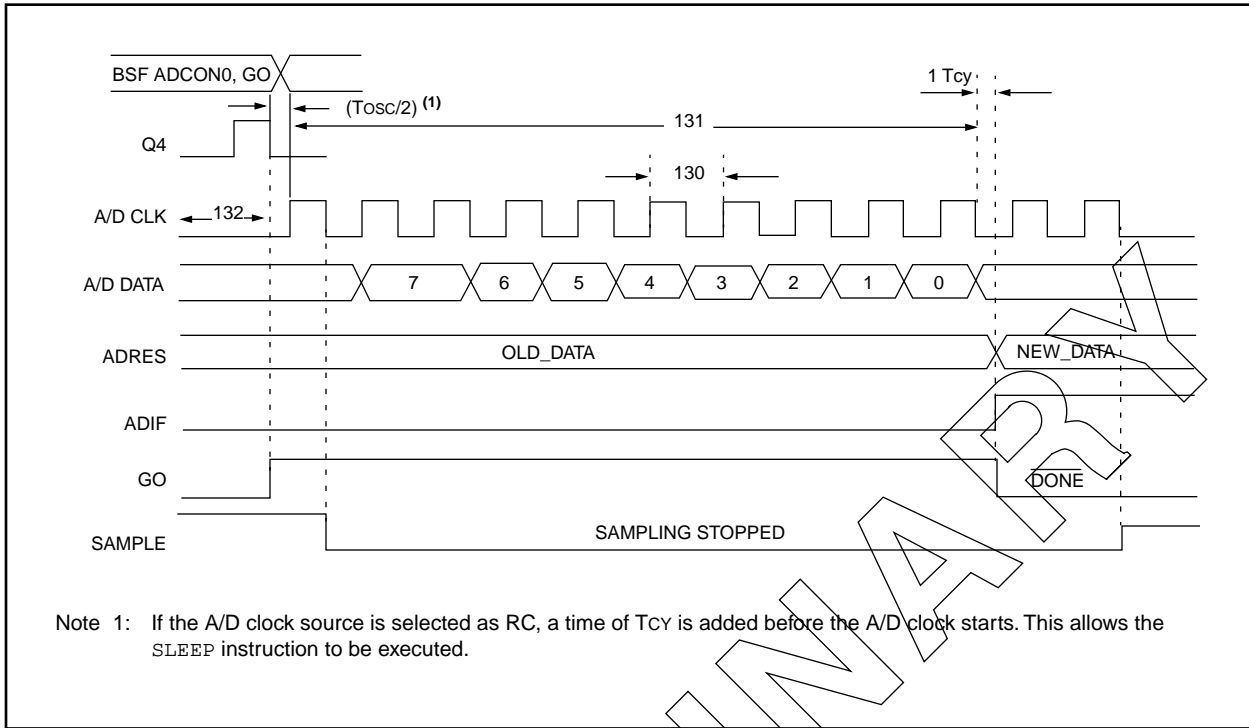 BSF ADCON0, GO
1 Tcy
(TOSC/2) (1)
131
Q4
130
A/D CLK
132
A/D DATA
7 6 5 4 3 2 1 0
ADRES
OLD_DATA
NEW_DATA
ADIF
GO
DONE
SAMPLE
SAMPLING STOPPED
Note 1: If the A/D clock source is selected as RC, a time of TCY is added before the A/D clock starts. This allows the
SLEEP instruction to be executed.
INARY